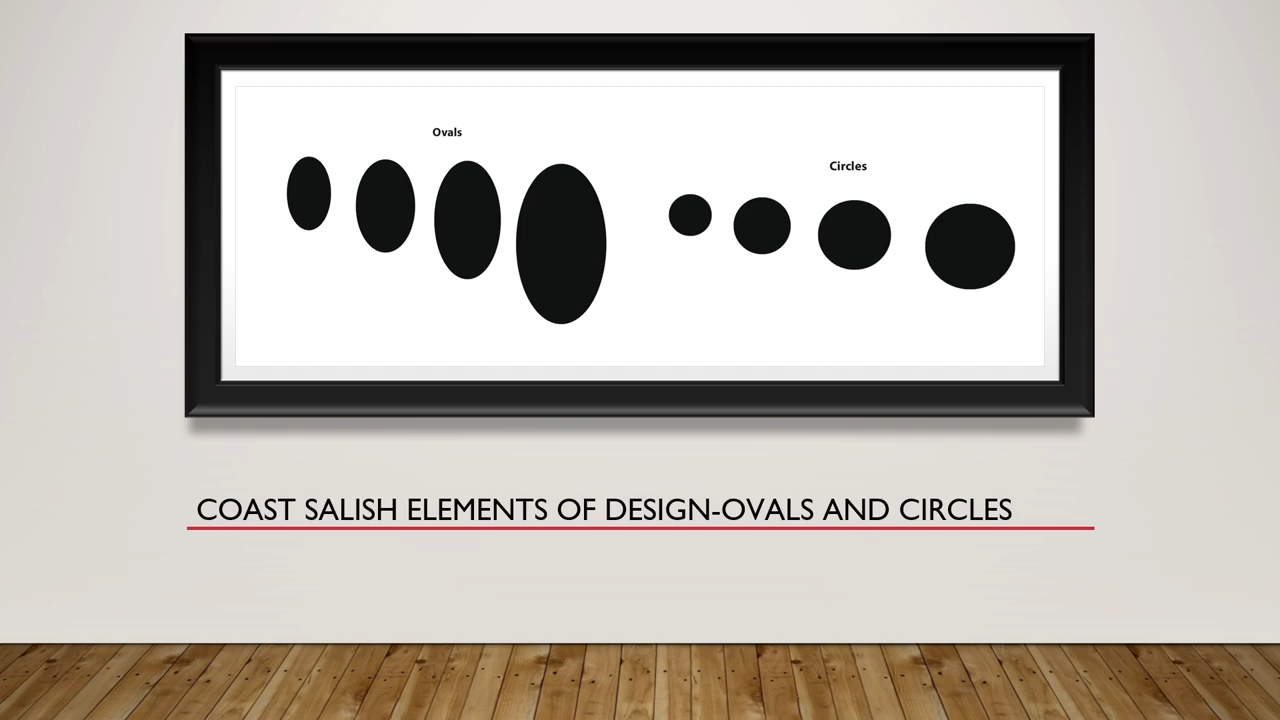 Ovals
Circles
COAST SALISH ELEMENTS OF DESIGN-OVALS AND CIRCLES